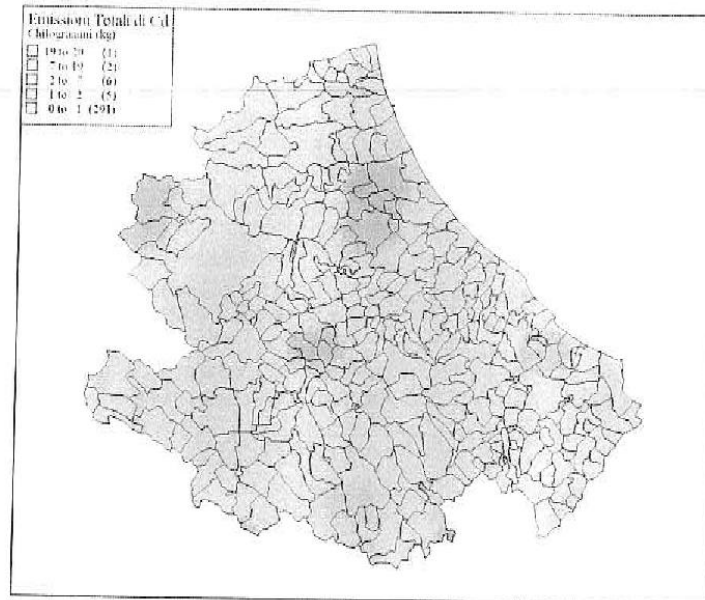 Emissioni Totali di Cd
Chilogrammi (kg)
19 to 20 (1)
7 to 19 (2)
2 to 7 (6)
1 to 2 (5)
0 to 1 (291)